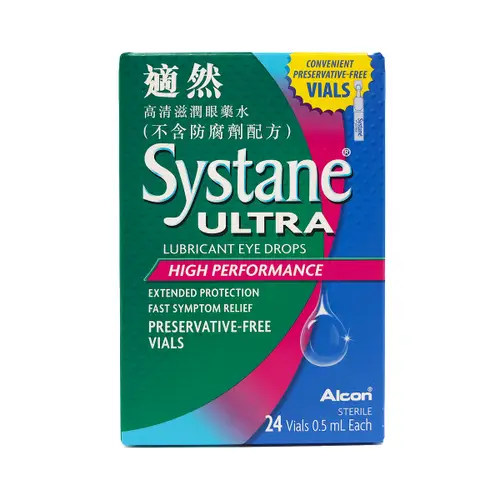 適然
高清滋潤眼藥水
(不含防腐劑配方)
CONVENIENT
PRESERVATIVE-FREE
VIALS
Systane
Systane®
ULTRA
LUBRICANT EYE DROPS
HIGH PERFORMANCE
EXTENDED PROTECTION
FAST SYMPTOM RELIEF
PRESERVATIVE-FREE
VIALS
Alcon®
STERILE
24 Vials 0.5 mL Each